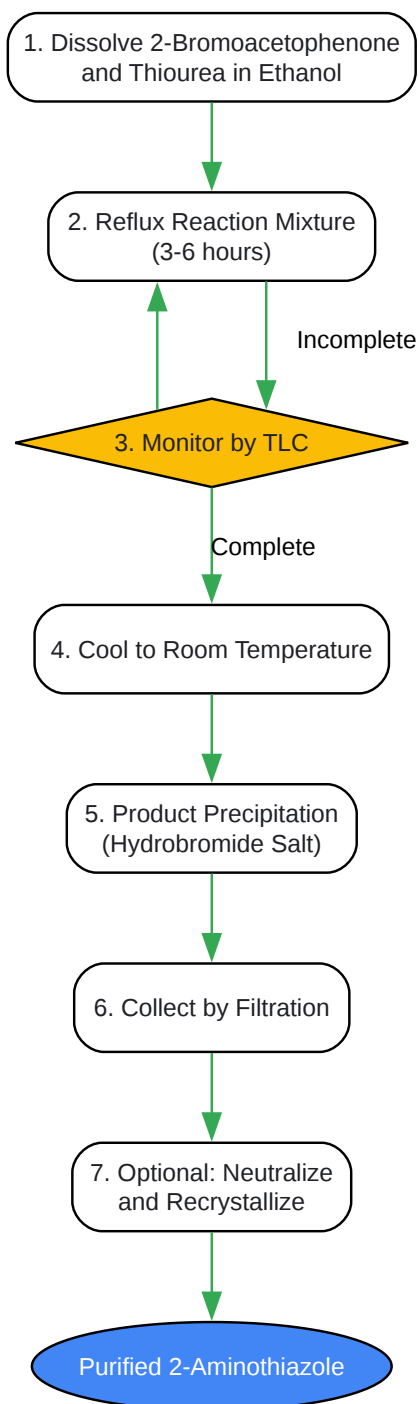 1. Dissolve 2-Bromoacetophenone
and Thiourea in Ethanol
2. Reflux Reaction Mixture
(3-6 hours)
Incomplete
3. Monitor by TLC
Complete
4. Cool to Room Temperature
5. Product Precipitation
(Hydrobromide Salt)
6. Collect by Filtration
7. Optional: Neutralize
and Recrystallize
Purified 2-Aminothiazole